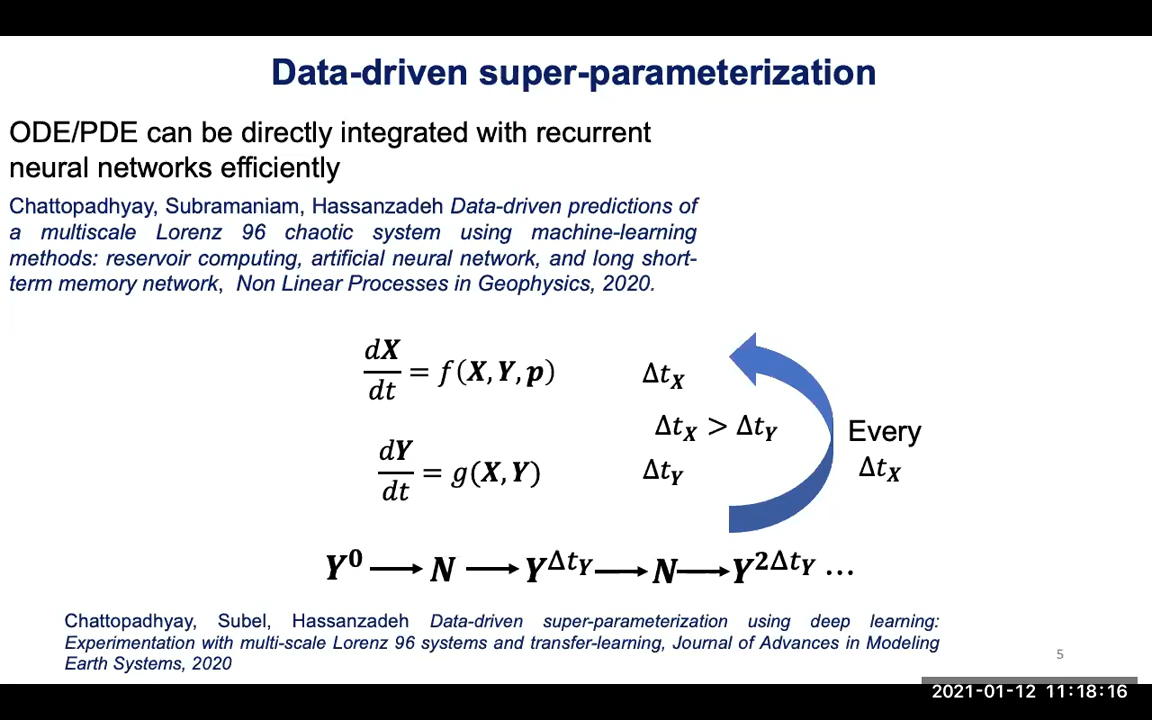 Data-driven super-parameterization
ODE/PDE can be directly integrated with recurrent
neural networks efficiently
Chattopadhyay, Subramaniam, Hassanzadeh Data-driven predictions of
a multiscale Lorenz 96 chaotic system using machine-learning
methods: reservoir computing, artificial neural network, and long short-
term memory network, Non Linear Processes in Geophysics, 2020.
dX/dt = f(X, Y, p) Δt_X
Δt_X > Δt_Y
Every
Δt_X
dY/dt = g(X, Y) Δt_Y
Y^0 → N → Y^{Δt_Y} → N → Y^{2Δt_Y} ...
Chattopadhyay, Subel, Hassanzadeh Data-driven super-parameterization using deep learning:
Experimentation with multi-scale Lorenz 96 systems and transfer-learning, Journal of Advances in Modeling
Earth Systems, 2020
5
2021-01-12 11:18:16